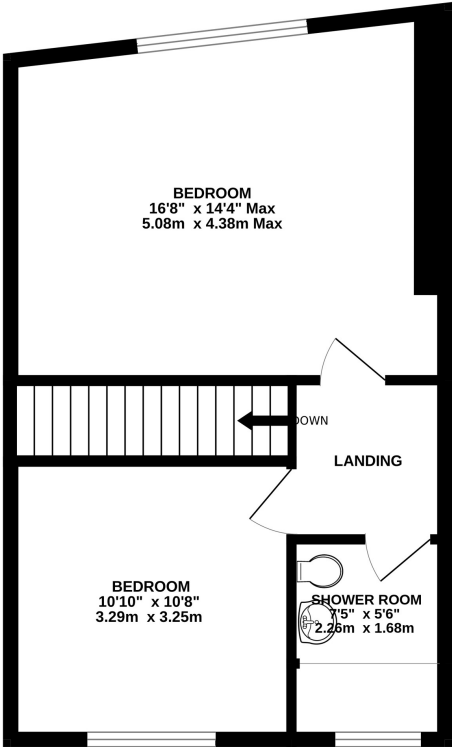 BEDROOM
16'8" x 14'4" Max
5.08m x 4.38m Max
DOWN
LANDING
BEDROOM
10'10" x 10'8"
3.29m x 3.25m
SHOWER ROOM
7'5" x 5'6"
2.26m x 1.68m